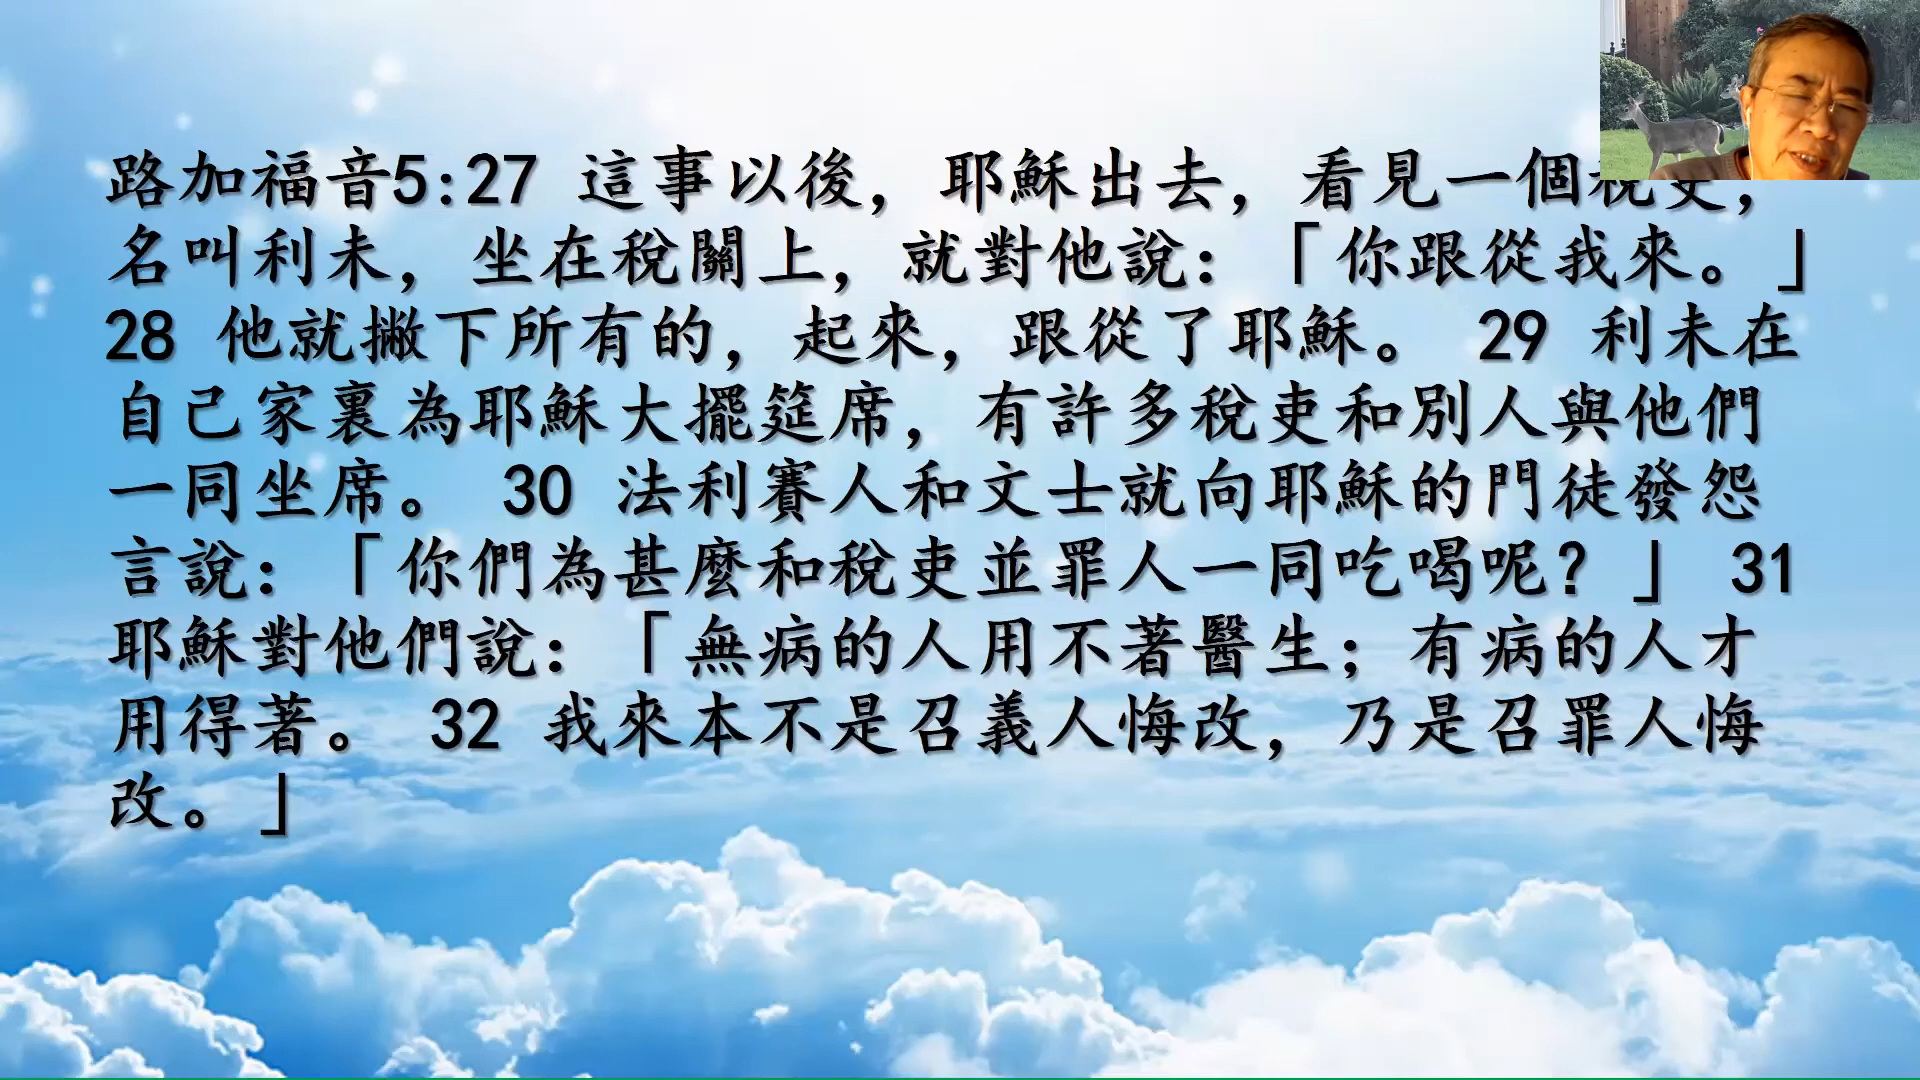 路加福音5:27 這事以後，耶穌出去，看見一個稅吏，
名叫利未，坐在稅關上，就對他說：「你跟從我來。」
28 他就撇下所有的，起來，跟從了耶穌。 29 利未在
自己家裏為耶穌大擺筵席，有許多稅吏和別人與他們
一同坐席。 30 法利賽人和文士就向耶穌的門徒發怨
言說：「你們為甚麼和稅吏並罪人一同吃喝呢？」 31
耶穌對他們說：「無病的人用不著醫生；有病的人才
用得著。 32 我來本不是召義人悔改，乃是召罪人悔
改。」